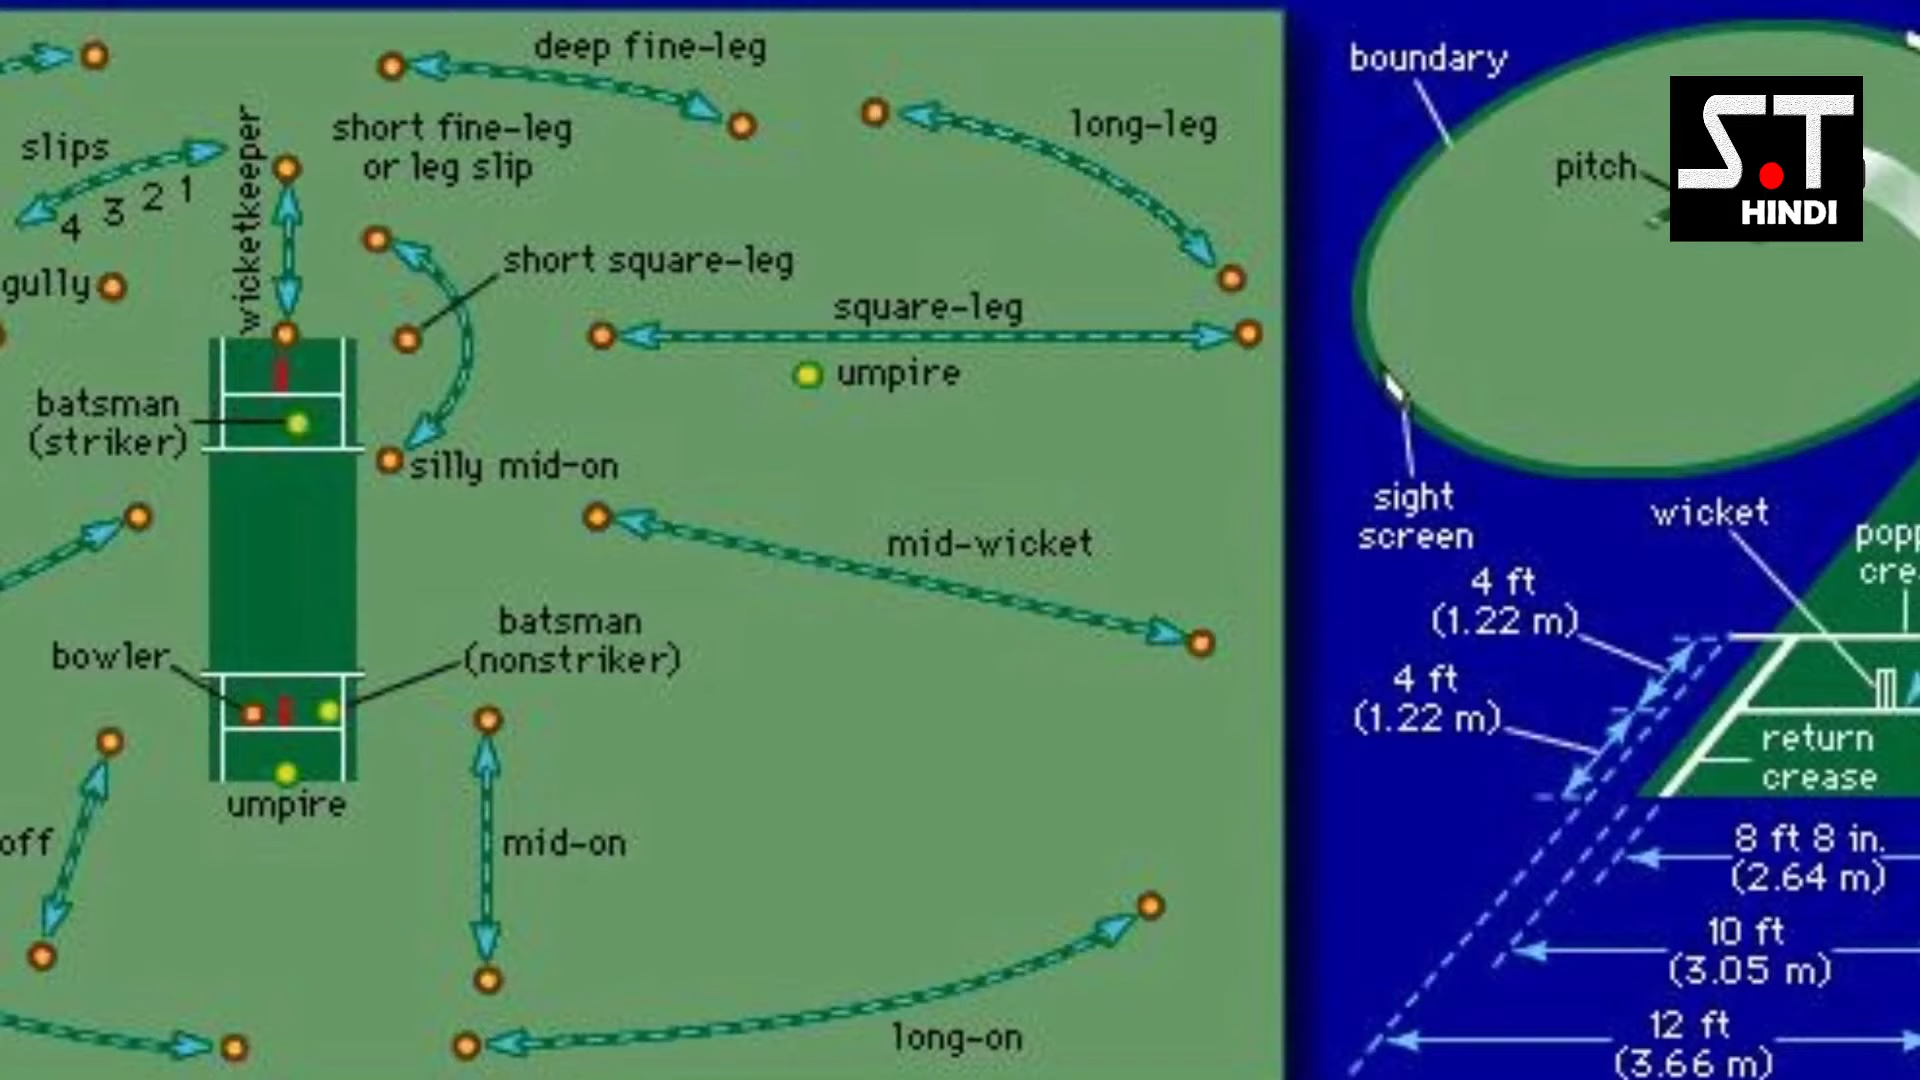 deep fine-leg
boundary
long-leg
short fine-leg
or leg slip
slips
4 3 2 1
wicketkeeper
pitch
S.T
HINDI
short square-leg
gully
square-leg
umpire
batsman
(striker)
silly mid-on
sight
screen
wicket
mid-wicket
4 ft
(1.22 m)
batsman
(nonstriker)
bowler
4 ft
(1.22 m)
return
crease
umpire
off
mid-on
8 ft 8 in.
(2.64 m)
10 ft
(3.05 m)
long-on
12 ft
(3.66 m)